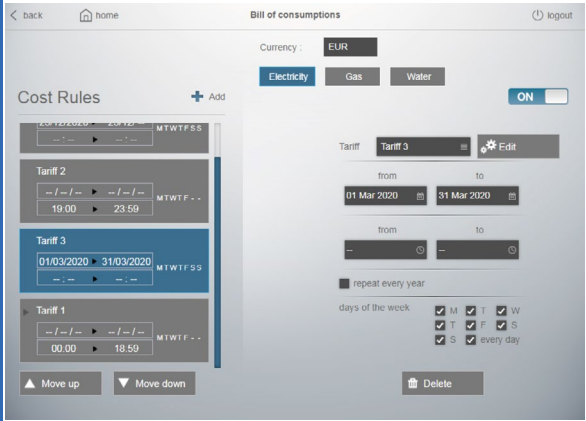 back home Bill of consumptions logout
Currency : EUR
Electricity Gas Water
Cost Rules Add
ON
-- : -- -- : -- MTWTFSS
Tariff Tariff 3 Edit
Tariff 2
-- / -- / -- -- / -- / --
19:00 23:59 MTWTF - -
from to
01 Mar 2020 31 Mar 2020
Tariff 3
01/03/2020 31/03/2020
-- : -- -- : -- MTWTFSS
from to
-- --
repeat every year
Tariff 1
-- / -- / -- -- / -- / --
00:00 18:59 MTWTF - -
days of the week M T W
T F S
S every day
Move up Move down Delete